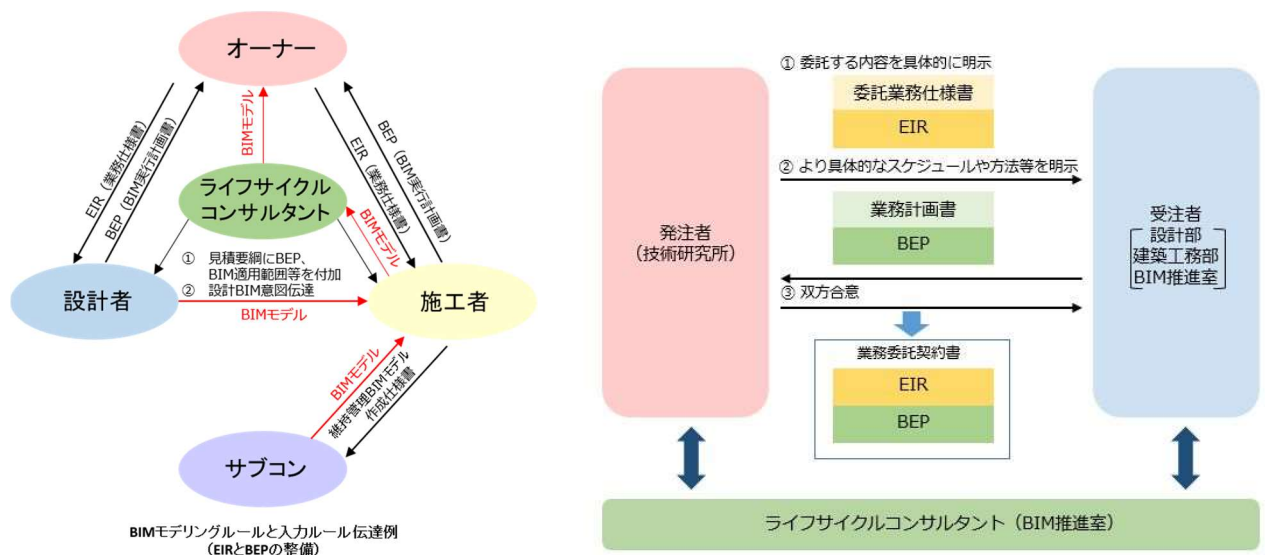 オーナー
EIR(業務仕様書)
BEP(BIM実行計画書)
BIMモデル
EIR(業務仕様書)
BEP(BIM実行計画書)
ライフサイクル
コンサルタント
BIMモデル
① 見積要綱にBEP、
BIM適用範囲等を付加
② 設計BIM意図伝達
BIMモデル
設計者
施工者
BIMモデル
維持管理BIMモデル
作成仕様書
サブコン
BIMモデリングルールと入力ルール伝達例
(EIRとBEPの整備)
発注者
(技術研究所)
① 委託する内容を具体的に明示
委託業務仕様書
EIR
② より具体的なスケジュールや方法等を明示
業務計画書
BEP
③ 双方合意
業務委託契約書
EIR
BEP
受注者
設計部
建築工務部
BIM推進室
ライフサイクルコンサルタント(BIM推進室)